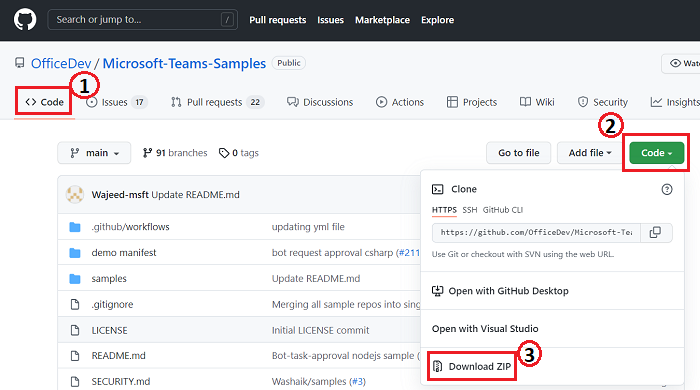 Search or jump to... / Pull requests Issues Marketplace Explore
OfficeDev / Microsoft-Teams-Samples Public
1
Code Issues 17 Pull requests 22 Discussions Actions Projects Wiki Security Insights
2
main 91 branches 0 tags Go to file Add file Code
Wajeed-msft Update README.md
.github/workflows updating yml file
demo manifest bot request approval csharp (#211
samples Update README.md
.gitignore Merging all sample repos into sing
LICENSE Initial LICENSE commit
README.md Bot-task-approval nodejs sample (
SECURITY.md Washaik/samples (#3)
Clone
HTTPS SSH GitHub CLI
https://github.com/OfficeDev/Microsoft-Tea
Use Git or checkout with SVN using the web URL.
Open with GitHub Desktop
Open with Visual Studio
3
Download ZIP